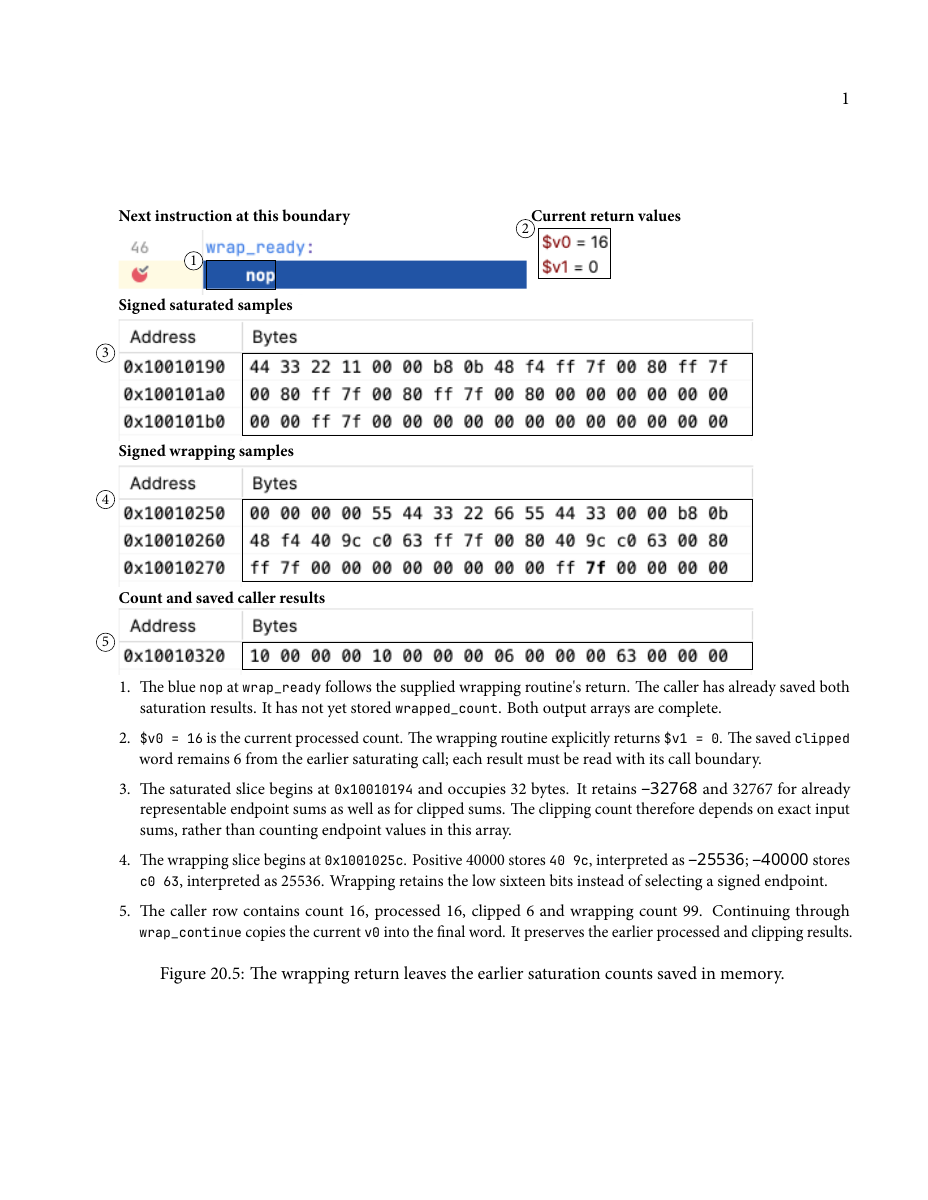 1
Next instruction at this boundary
Current return values
46 wrap_ready:
① nop
② $v0 = 16
$v1 = 0
Signed saturated samples
Address Bytes
③ 0x10010190 44 33 22 11 00 00 b8 0b 48 f4 ff 7f 00 80 ff 7f
0x100101a0 00 80 ff 7f 00 80 ff 7f 00 80 00 00 00 00 00 00
0x100101b0 00 00 ff 7f 00 00 00 00 00 00 00 00 00 00 00 00
Signed wrapping samples
Address Bytes
④ 0x10010250 00 00 00 00 55 44 33 22 66 55 44 33 00 00 b8 0b
0x10010260 48 f4 40 9c c0 63 ff 7f 00 80 40 9c c0 63 00 80
0x10010270 ff 7f 00 00 00 00 00 00 00 00 ff 7f 00 00 00 00
Count and saved caller results
Address Bytes
⑤ 0x10010320 10 00 00 00 10 00 00 00 06 00 00 00 63 00 00 00
1. The blue nop at wrap_ready follows the supplied wrapping routine's return. The caller has already saved both
saturation results. It has not yet stored wrapped_count. Both output arrays are complete.
2. $v0 = 16 is the current processed count. The wrapping routine explicitly returns $v1 = 0. The saved clipped
word remains 6 from the earlier saturating call; each result must be read with its call boundary.
3. The saturated slice begins at 0x10010194 and occupies 32 bytes. It retains −32768 and 32767 for already
representable endpoint sums as well as for clipped sums. The clipping count therefore depends on exact input
sums, rather than counting endpoint values in this array.
4. The wrapping slice begins at 0x1001025c. Positive 40000 stores 40 9c, interpreted as −25536; −40000 stores
c0 63, interpreted as 25536. Wrapping retains the low sixteen bits instead of selecting a signed endpoint.
5. The caller row contains count 16, processed 16, clipped 6 and wrapping count 99. Continuing through
wrap_continue copies the current v0 into the final word. It preserves the earlier processed and clipping results.
Figure 20.5: The wrapping return leaves the earlier saturation counts saved in memory.